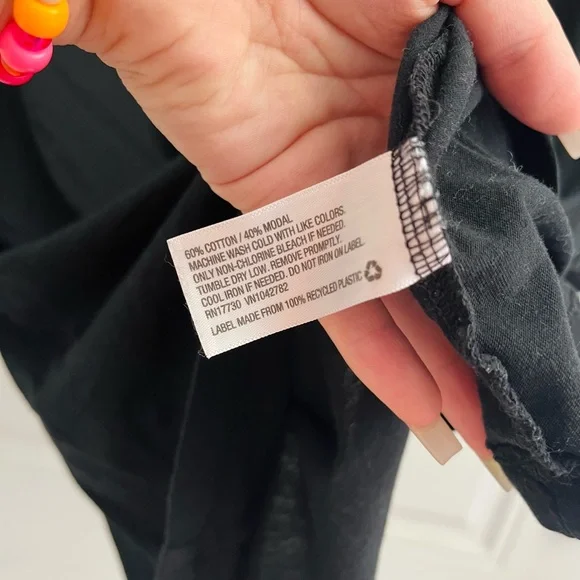 60% COTTON / 40% MODAL
MACHINE WASH COLD WITH LIKE COLORS.
ONLY NON-CHLORINE BLEACH IF NEEDED.
TUMBLE DRY LOW. REMOVE PROMPTLY.
COOL IRON IF NEEDED. DO NOT IRON ON LABEL.
RN17730 VN1042782
LABEL MADE FROM 100% RECYCLED PLASTIC